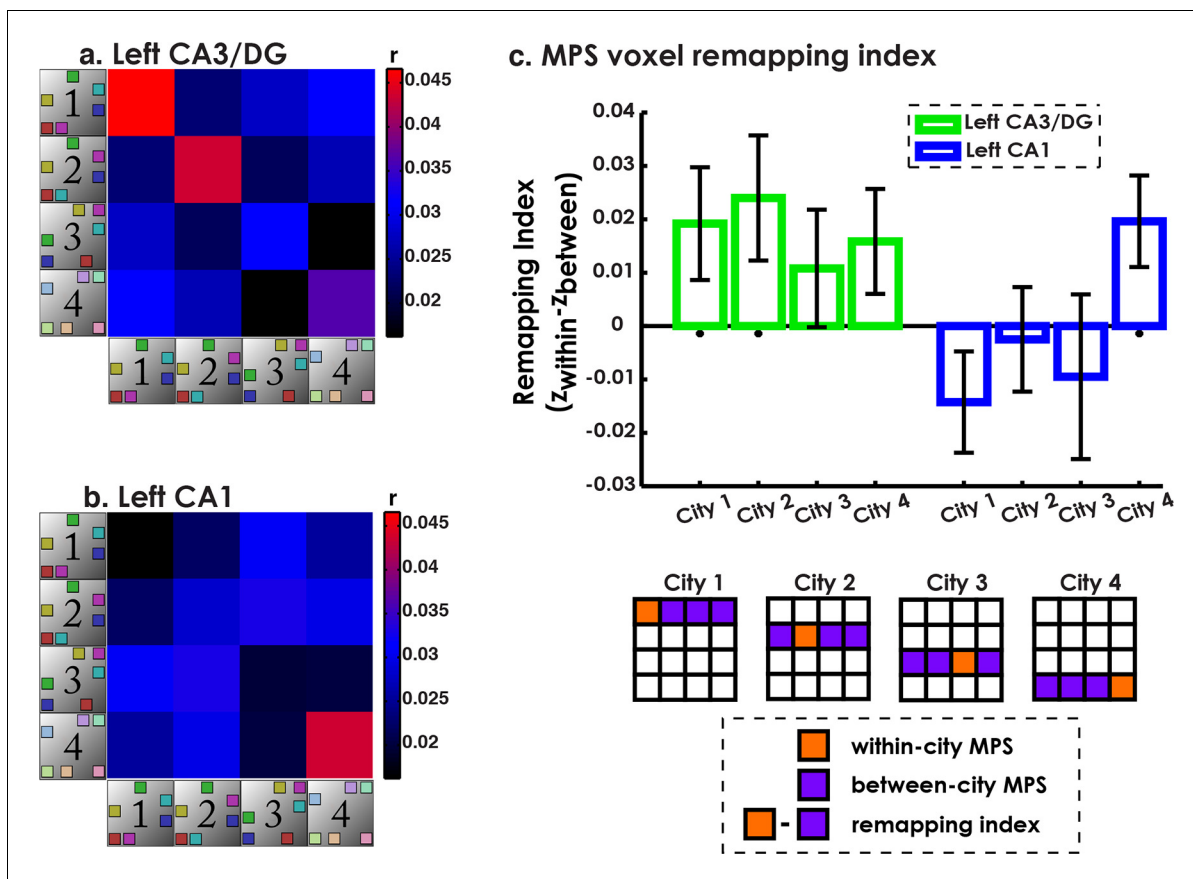 a. Left CA3/DG
r
0.045
0.04
0.035
0.03
0.025
0.02
1
2
3
4
1 2 3 4
b. Left CA1
r
0.045
0.04
0.035
0.03
0.025
0.02
1
2
3
4
1 2 3 4
c. MPS voxel remapping index
Left CA3/DG
Left CA1
Remapping Index
(zwithin-zbetween)
0.04
0.03
0.02
0.01
0
-0.01
-0.02
-0.03
City 1 City 2 City 3 City 4 City 1 City 2 City 3 City 4
City 1 City 2 City 3 City 4
within-city MPS
between-city MPS
- remapping index